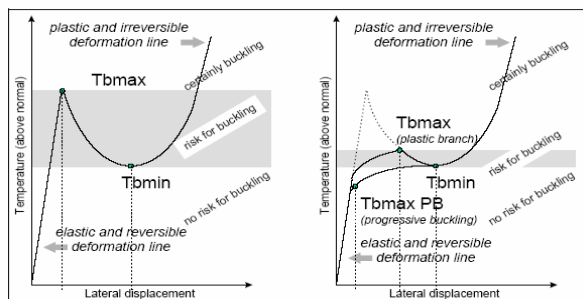 plastic and irreversible
deformation line
certainly buckling
Tbmax
risk for buckling
Tbmin
no risk for buckling
elastic and reversible
deformation line
Temperature (above normal)
Lateral displacement
plastic and irreversible
deformation line
certainly buckling
Tbmax
(plastic branch)
risk for buckling
Tbmin
no risk for buckling
Tbmax PB
(progressive buckling)
elastic and reversible
deformation line
Temperature (above normal)
Lateral displacement